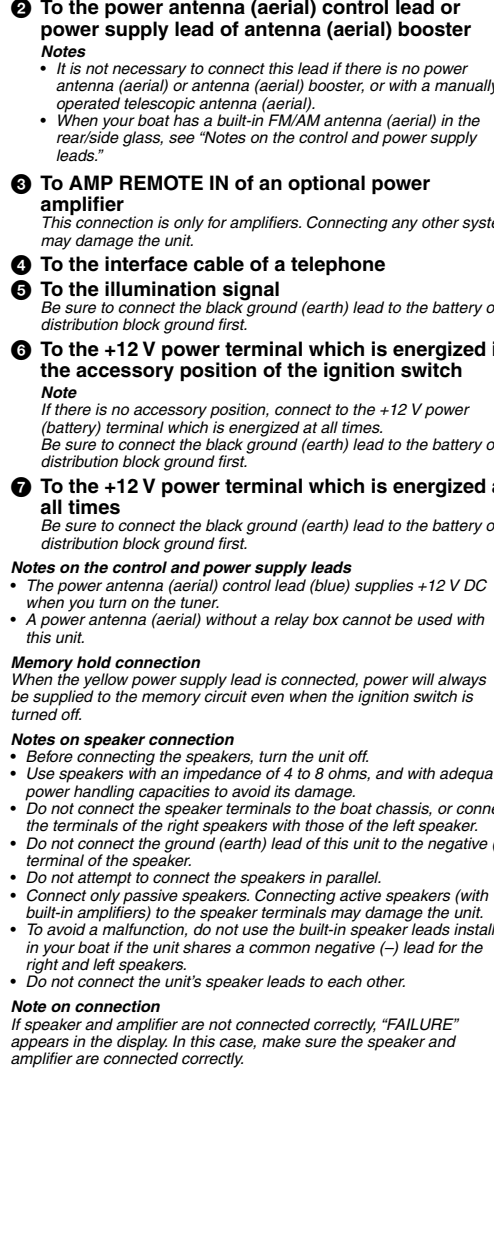 2 To the power antenna (aerial) control lead or
power supply lead of antenna (aerial) booster
Notes
• It is not necessary to connect this lead if there is no power
antenna (aerial) or antenna (aerial) booster, or with a manually
operated telescopic antenna (aerial).
• When your boat has a built-in FM/AM antenna (aerial) in the
rear/side glass, see “Notes on the control and power supply
leads.”
3 To AMP REMOTE IN of an optional power
amplifier
This connection is only for amplifiers. Connecting any other syste
may damage the unit.
4 To the interface cable of a telephone
5 To the illumination signal
Be sure to connect the black ground (earth) lead to the battery o
distribution block ground first.
6 To the +12 V power terminal which is energized i
the accessory position of the ignition switch
Note
If there is no accessory position, connect to the +12 V power
(battery) terminal which is energized at all times.
Be sure to connect the black ground (earth) lead to the battery o
distribution block ground first.
7 To the +12 V power terminal which is energized a
all times
Be sure to connect the black ground (earth) lead to the battery o
distribution block ground first.
Notes on the control and power supply leads
• The power antenna (aerial) control lead (blue) supplies +12 V DC
when you turn on the tuner.
• A power antenna (aerial) without a relay box cannot be used with
this unit.
Memory hold connection
When the yellow power supply lead is connected, power will always
be supplied to the memory circuit even when the ignition switch is
turned off.
Notes on speaker connection
• Before connecting the speakers, turn the unit off.
• Use speakers with an impedance of 4 to 8 ohms, and with adequa
power handling capacities to avoid its damage.
• Do not connect the speaker terminals to the boat chassis, or conne
the terminals of the right speakers with those of the left speaker.
• Do not connect the ground (earth) lead of this unit to the negative (
terminal of the speaker.
• Do not attempt to connect the speakers in parallel.
• Connect only passive speakers. Connecting active speakers (with
built-in amplifiers) to the speaker terminals may damage the unit.
• To avoid a malfunction, do not use the built-in speaker leads install
in your boat if the unit shares a common negative (–) lead for the
right and left speakers.
• Do not connect the unit’s speaker leads to each other.
Note on connection
If speaker and amplifier are not connected correctly, “FAILURE”
appears in the display. In this case, make sure the speaker and
amplifier are connected correctly.